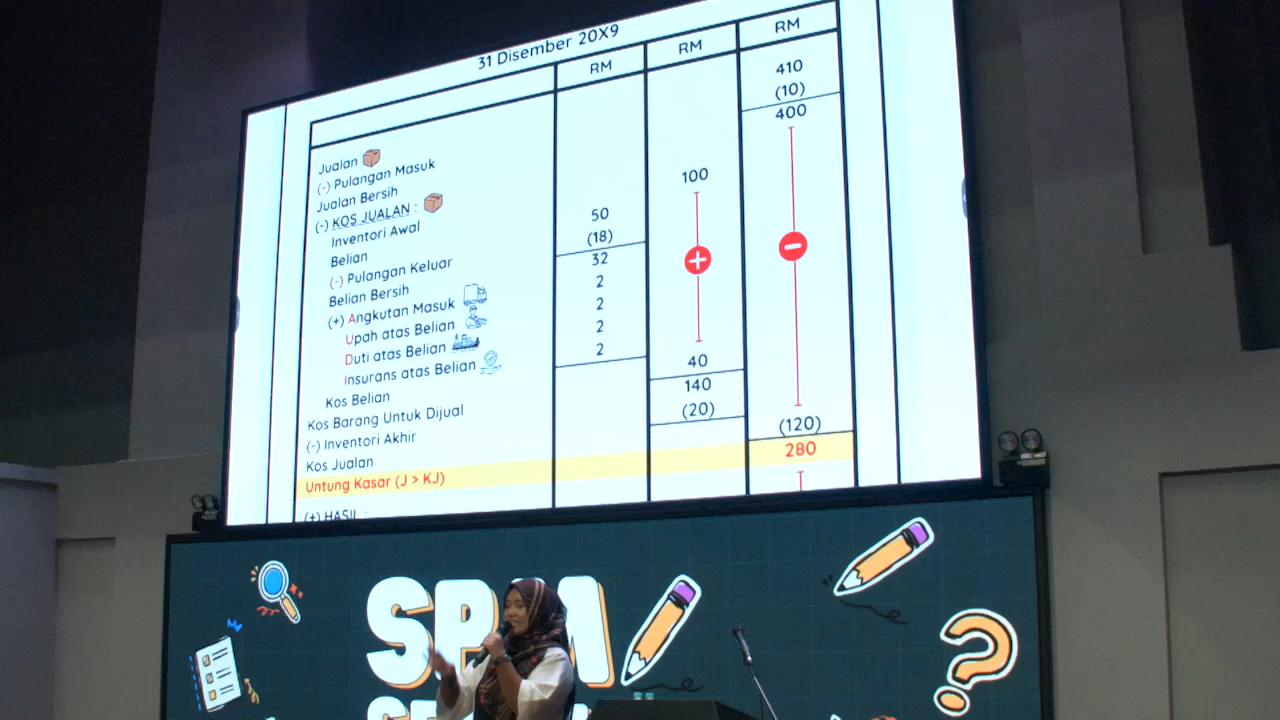 31 Disember 20X9
RM RM RM
Jualan 410
(-) Pulangan Masuk (10)
Jualan Bersih 400
(-) KOS JUALAN :
Inventori Awal 100
Belian 50
(-) Pulangan Keluar (18)
Belian Bersih 32
(+) Angkutan Masuk 2
Upah atas Belian 2
Duti atas Belian 2
Insurans atas Belian 2
Kos Belian 40
Kos Barang Untuk Dijual 140
(-) Inventori Akhir (20)
Kos Jualan (120)
Untung Kasar (J > KJ) 280
(+) HASIL :
SPM